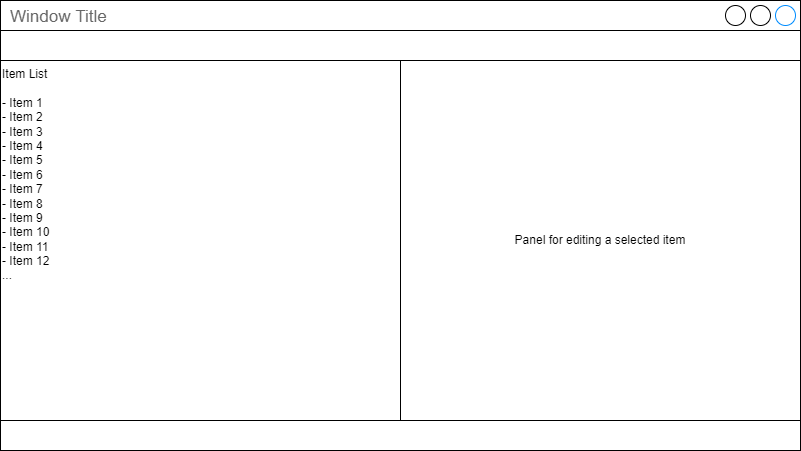 Window Title
Item List
- Item 1
- Item 2
- Item 3
- Item 4
- Item 5
- Item 6
- Item 7
- Item 8
- Item 9
- Item 10
- Item 11
- Item 12
...
Panel for editing a selected item